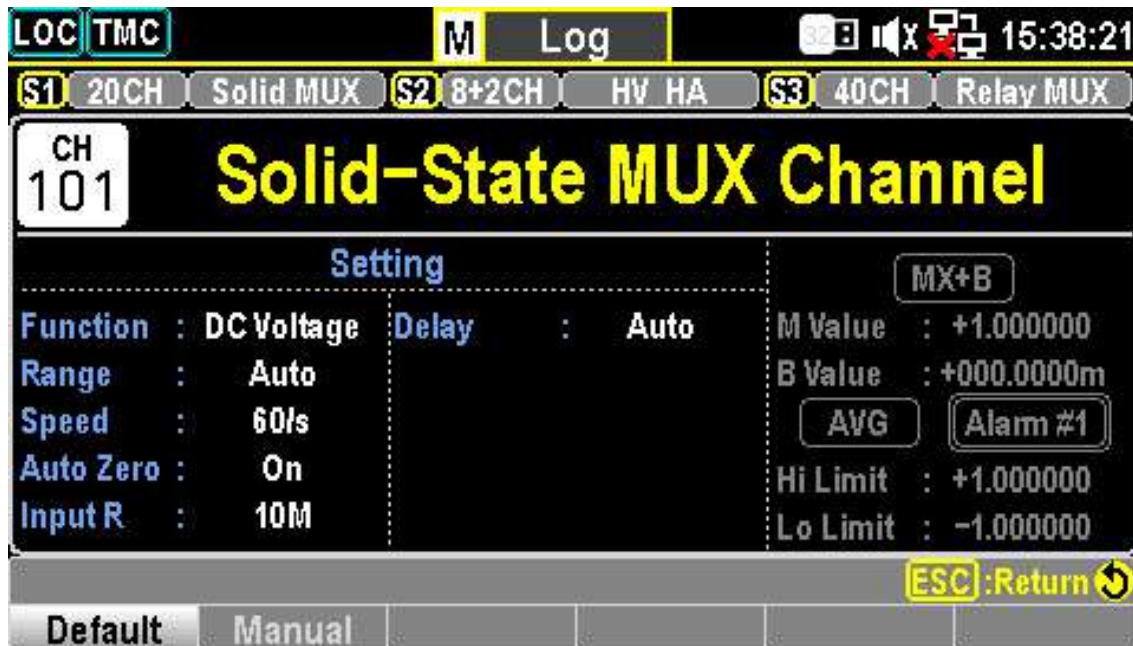 LOC TMC M Log 32 X 15:38:21
S1 20CH Solid MUX S2 8+2CH HV HA S3 40CH Relay MUX
CH
101
Solid-State MUX Channel
Setting
Function : DC Voltage
Range : Auto
Speed : 60/s
Auto Zero : On
Input R : 10M
Delay : Auto
MX+B
M Value : +1.000000
B Value : +000.0000m
AVG Alarm #1
Hi Limit : +1.000000
Lo Limit : -1.000000
ESC :Return
Default Manual